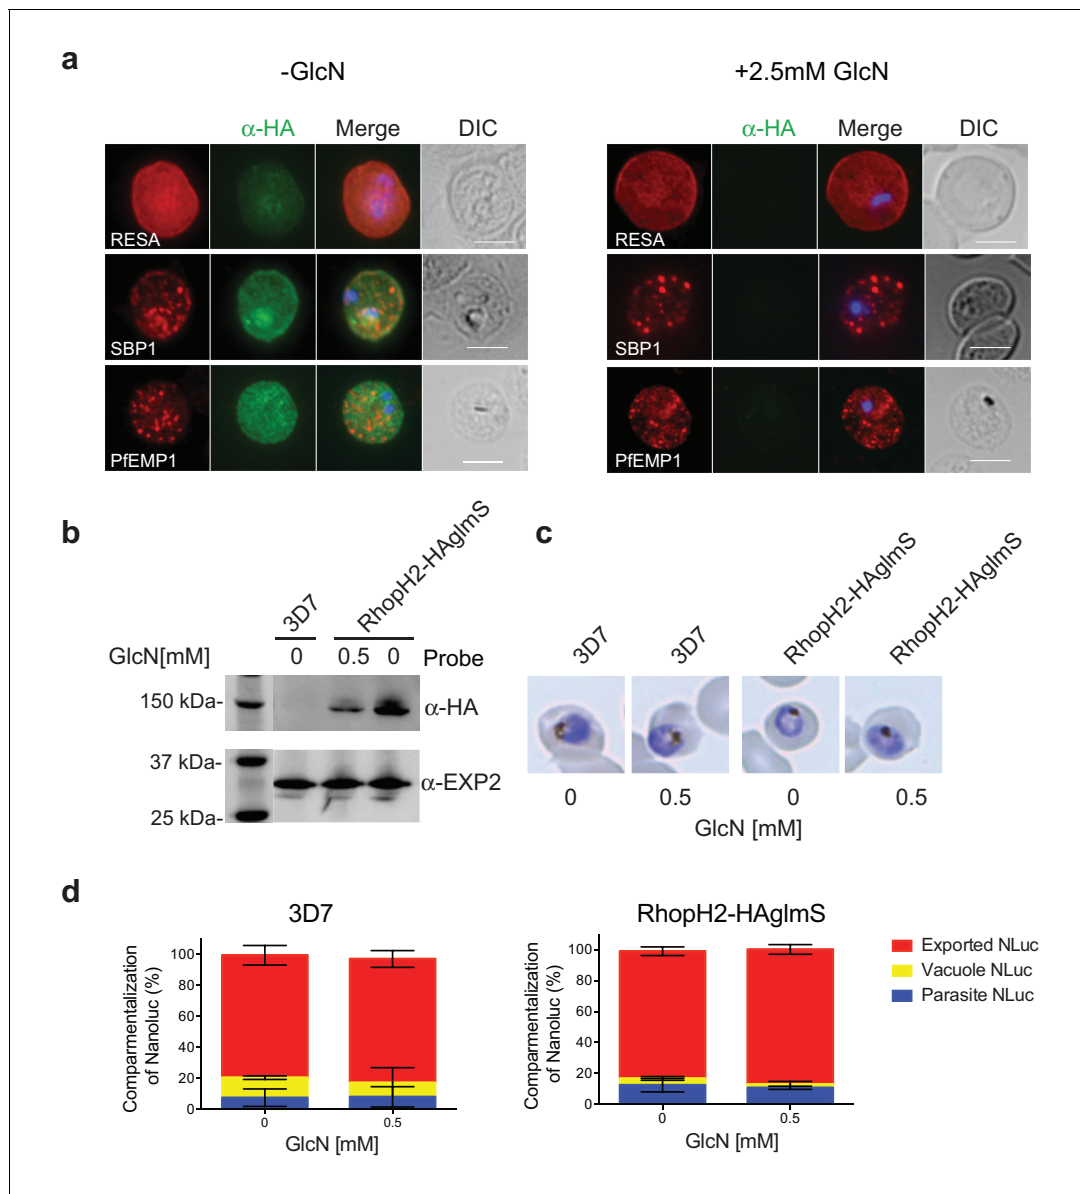 a
-GlcN
α-HA Merge DIC
RESA
SBP1
PfEMP1
+2.5mM GlcN
α-HA Merge DIC
RESA
SBP1
PfEMP1
b
3D7
RhopH2-HAglmS
GlcN[mM] 0 0.5 0 Probe
150 kDa-
α-HA
37 kDa-
α-EXP2
25 kDa-
c
3D7
3D7
RhopH2-HAglmS
RhopH2-HAglmS
0 0.5 0 0.5
GlcN [mM]
d
3D7
Comparmentalization
of Nanoluc (%)
100
80
60
40
20
0
0 0.5
GlcN [mM]
RhopH2-HAglmS
Comparmentalization
of Nanoluc (%)
100
80
60
40
20
0
0 0.5
GlcN [mM]
Exported NLuc
Vacuole NLuc
Parasite NLuc